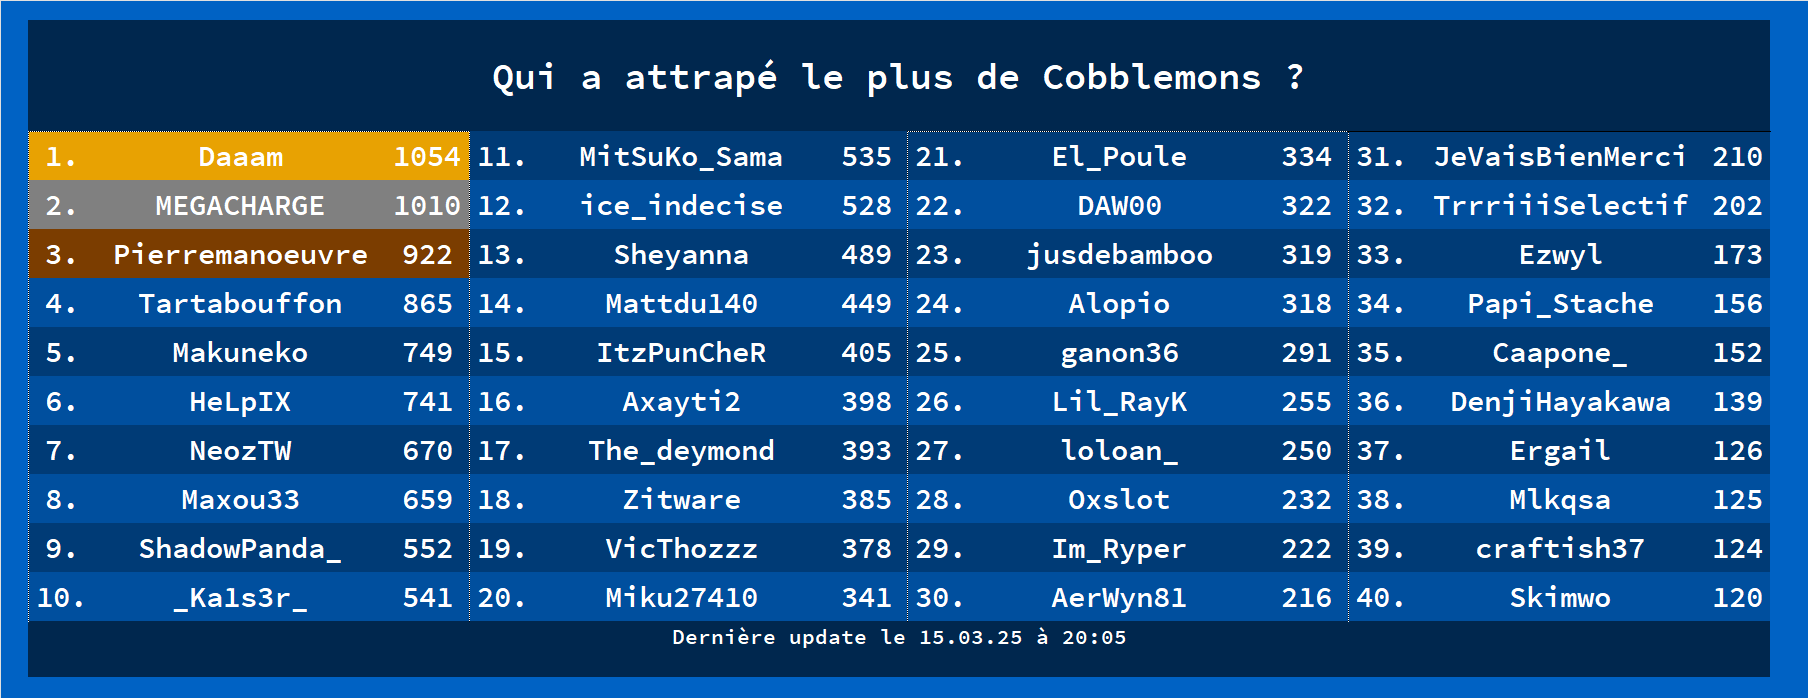 Qui a attrapé le plus de Cobblemons ?
1. Daaam 1054 11. MitSuKo_Sama 535 21. El_Poule 334 31. JeVaisBienMerci 210
2. MEGACHARGE 1010 12. ice_indecise 528 22. DAW00 322 32. TrrriiiSelectif 202
3. Pierremanoeuvre 922 13. Sheyanna 489 23. jusdebamboo 319 33. Ezwyl 173
4. Tartabouffon 865 14. Mattdu140 449 24. Alopio 318 34. Papi_Stache 156
5. Makuneko 749 15. ItzPunCheR 405 25. ganon36 291 35. Caapone_ 152
6. HeLpIX 741 16. Axayti2 398 26. Lil_RayK 255 36. DenjiHayakawa 139
7. NeozTW 670 17. The_deymond 393 27. loloan_ 250 37. Ergail 126
8. Maxou33 659 18. Zitware 385 28. Oxslot 232 38. Mlkqsa 125
9. ShadowPanda_ 552 19. VicThozzz 378 29. Im_Ryper 222 39. craftish37 124
10. _Ka1s3r_ 541 20. Miku27410 341 30. AerWyn81 216 40. Skimwo 120
Dernière update le 15.03.25 à 20:05